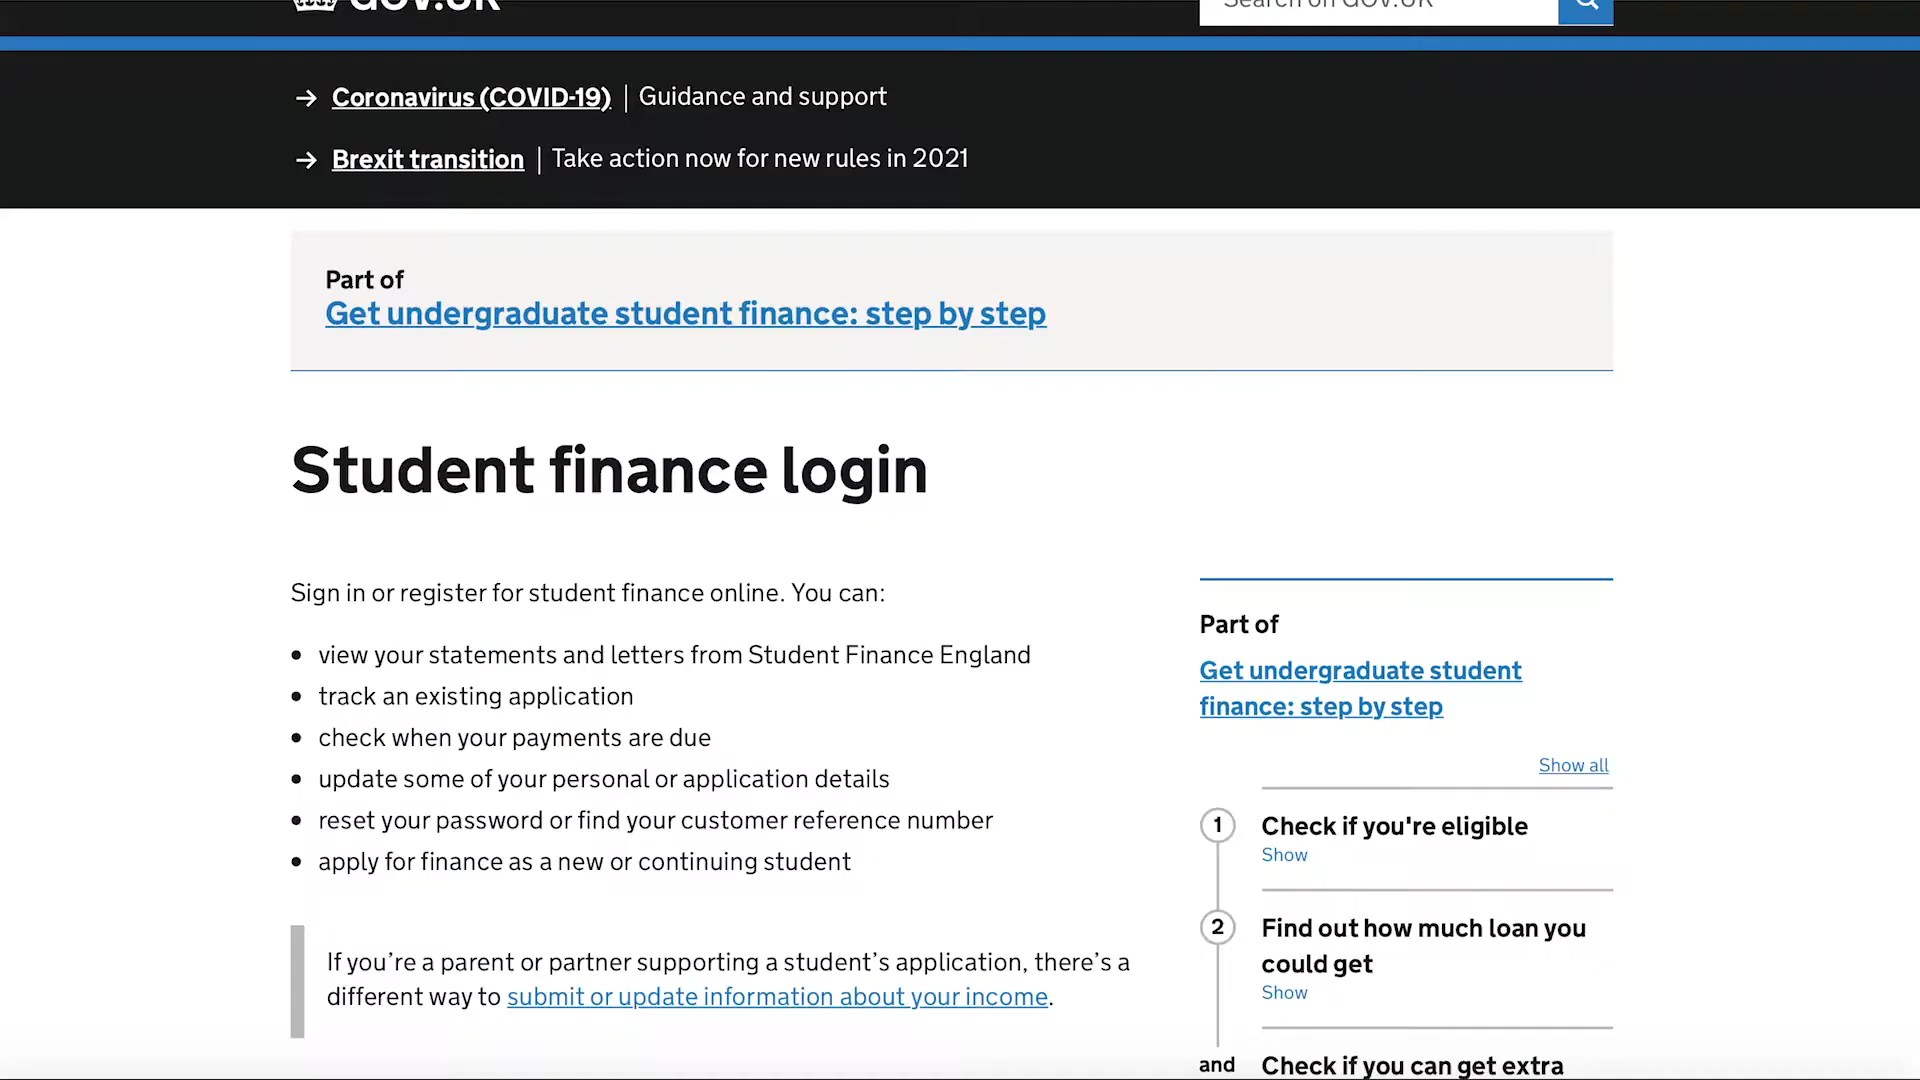 GOV.UK
Search on GOV.UK
→ Coronavirus (COVID-19) | Guidance and support
→ Brexit transition | Take action now for new rules in 2021
Part of
Get undergraduate student finance: step by step
Student finance login
Sign in or register for student finance online. You can:
• view your statements and letters from Student Finance England
• track an existing application
• check when your payments are due
• update some of your personal or application details
• reset your password or find your customer reference number
• apply for finance as a new or continuing student
If you’re a parent or partner supporting a student’s application, there’s a
different way to submit or update information about your income.
Part of
Get undergraduate student
finance: step by step
Show all
1 Check if you're eligible
Show
2 Find out how much loan you
could get
Show
and Check if you can get extra